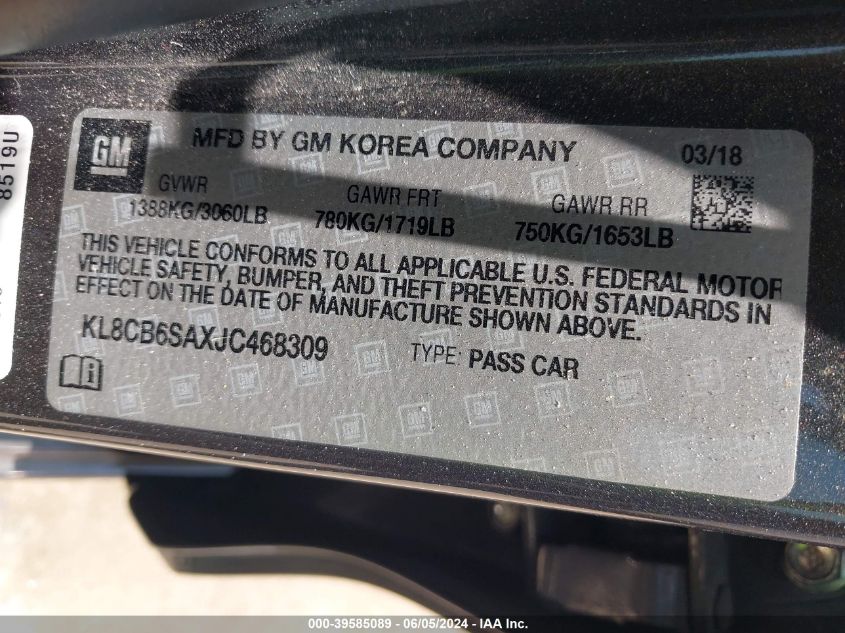 8519U
GM
MFD BY GM KOREA COMPANY
03/18
GVWR GAWR FRT GAWR RR
1388KG/3060LB 780KG/1719LB 750KG/1653LB
THIS VEHICLE CONFORMS TO ALL APPLICABLE U.S. FEDERAL MOTOR
VEHICLE SAFETY, BUMPER, AND THEFT PREVENTION STANDARDS IN
EFFECT ON THE DATE OF MANUFACTURE SHOWN ABOVE.
KL8CB6SAXJC468309
TYPE: PASS CAR
000-39585089 - 06/05/2024 - IAA Inc.